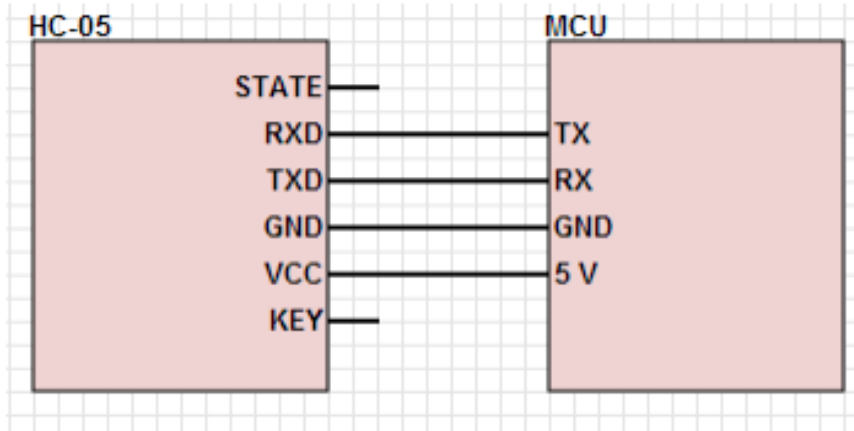 HC-05
MCU
STATE
RXD
TX
TXD
RX
GND
GND
VCC
5 V
KEY